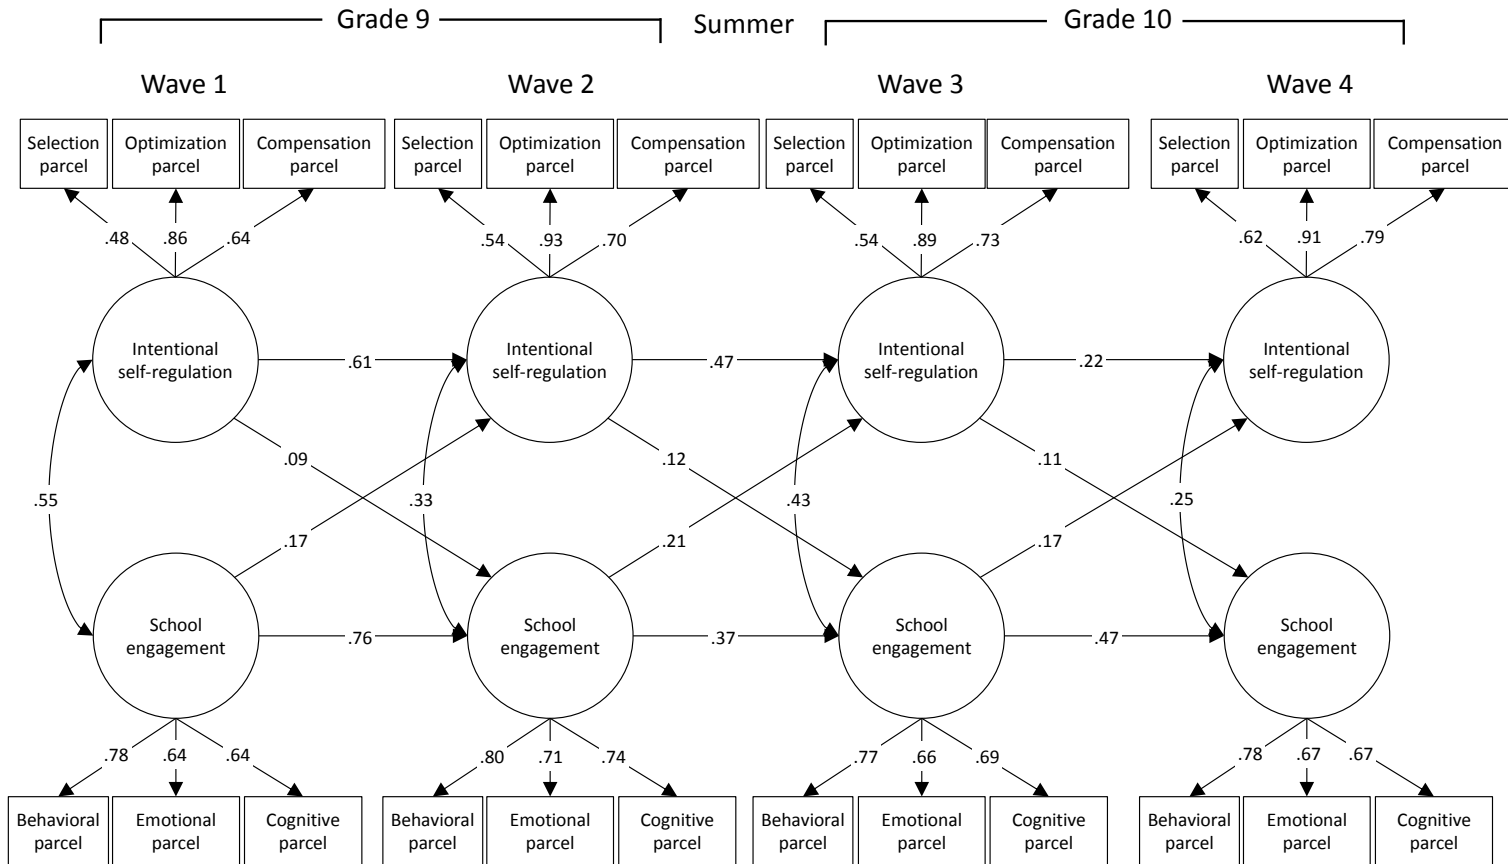 Grade 9
Summer
Grade 10
Wave 1
Wave 2
Wave 3
Wave 4
Selection
parcel
Optimization
parcel
Compensation
parcel
Selection
parcel
Optimization
parcel
Compensation
parcel
Selection
parcel
Optimization
parcel
Compensation
parcel
Selection
parcel
Optimization
parcel
Compensation
parcel
.48
.86
.64
.54
.93
.70
.54
.89
.73
.62
.91
.79
Intentional
self-regulation
.61
Intentional
self-regulation
.47
Intentional
self-regulation
.22
Intentional
self-regulation
.09
.12
.11
.55
.33
.43
.25
.17
.21
.17
School
engagement
.76
School
engagement
.37
School
engagement
.47
School
engagement
.78
.64
.64
.80
.71
.74
.77
.66
.69
.78
.67
.67
Behavioral
parcel
Emotional
parcel
Cognitive
parcel
Behavioral
parcel
Emotional
parcel
Cognitive
parcel
Behavioral
parcel
Emotional
parcel
Cognitive
parcel
Behavioral
parcel
Emotional
parcel
Cognitive
parcel